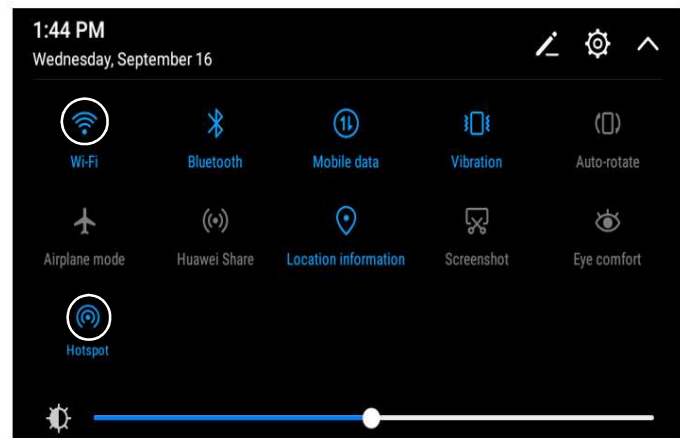 1:44 PM
Wednesday, September 16
Wi-Fi Bluetooth Mobile data Vibration Auto-rotate
Airplane mode Huawei Share Location information Screenshot Eye comfort
Hotspot